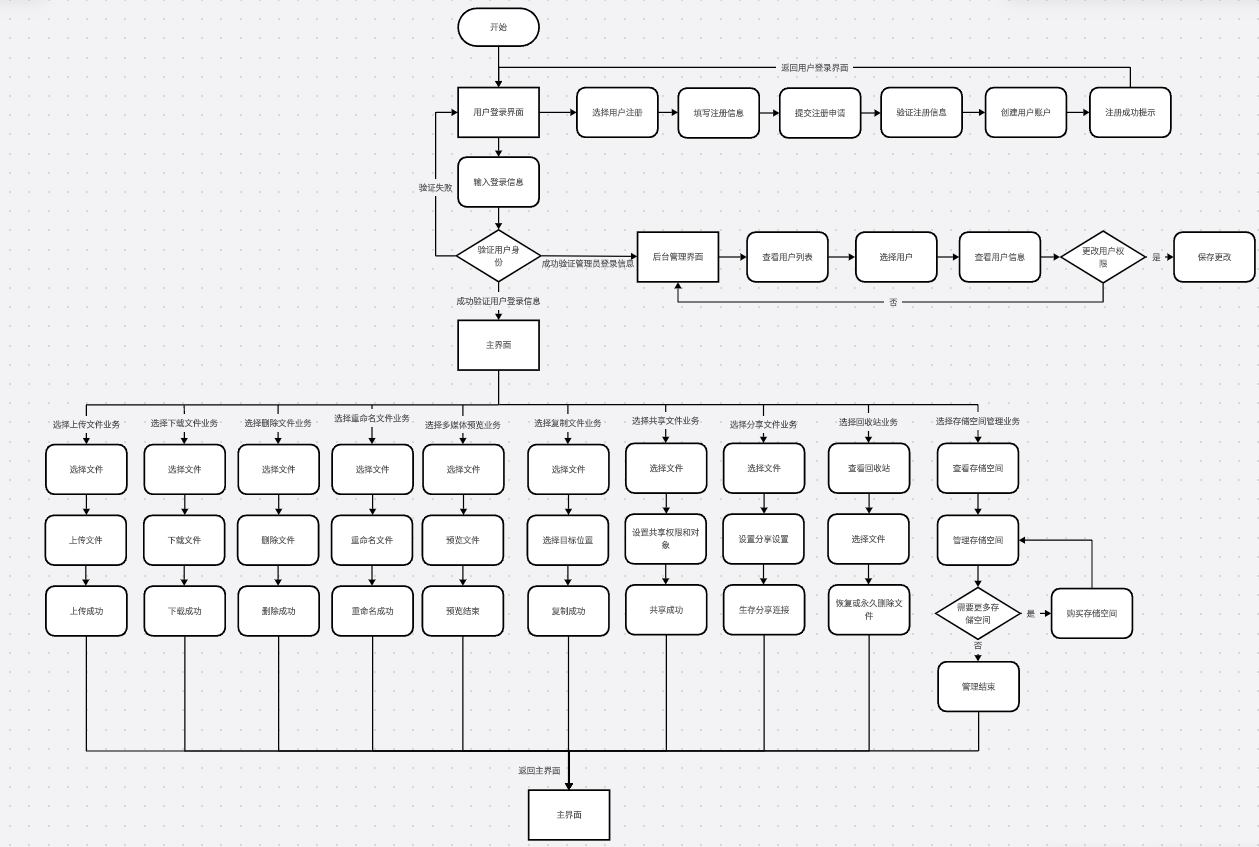 开始
返回用户登录界面
用户登录界面
选择用户注册
填写注册信息
提交注册申请
验证注册信息
创建用户账户
注册成功提示
输入登录信息
验证失败
验证用户身
份
成功验证管理员登录信息
后台管理界面
查看用户列表
选择用户
查看用户信息
更改用户权
限
是
保存更改
否
成功验证用户登录信息
主界面
选择上传文件业务
选择下载文件业务
选择删除文件业务
选择重命名文件业务
选择多媒体预览业务
选择复制文件业务
选择共享文件业务
选择分享文件业务
选择回收站业务
选择存储空间管理业务
选择文件
选择文件
选择文件
选择文件
选择文件
选择文件
选择文件
选择文件
查看回收站
查看存储空间
上传文件
下载文件
删除文件
重命名文件
预览文件
选择目标位置
设置共享权限和对
象
设置分享设置
选择文件
管理存储空间
上传成功
下载成功
删除成功
重命名成功
预览结束
复制成功
共享成功
生存分享连接
恢复或永久删除文
件
需要更多存
储空间
是
购买存储空间
否
管理结束
返回主界面
主界面